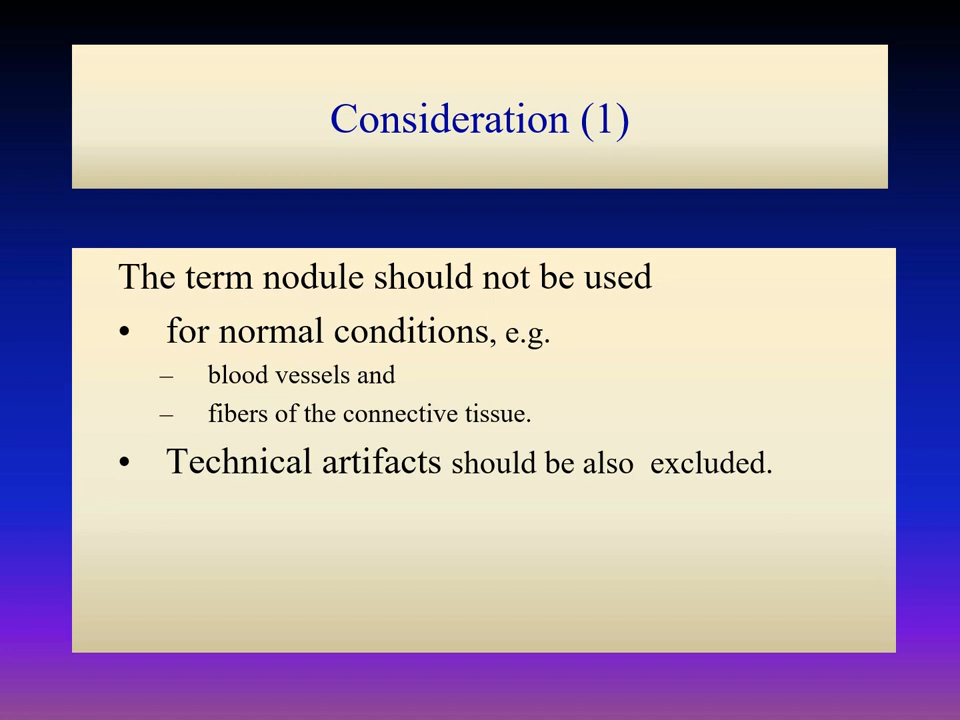 Consideration (1)
The term nodule should not be used
• for normal conditions, e.g.
– blood vessels and
– fibers of the connective tissue.
• Technical artifacts should be also  excluded.